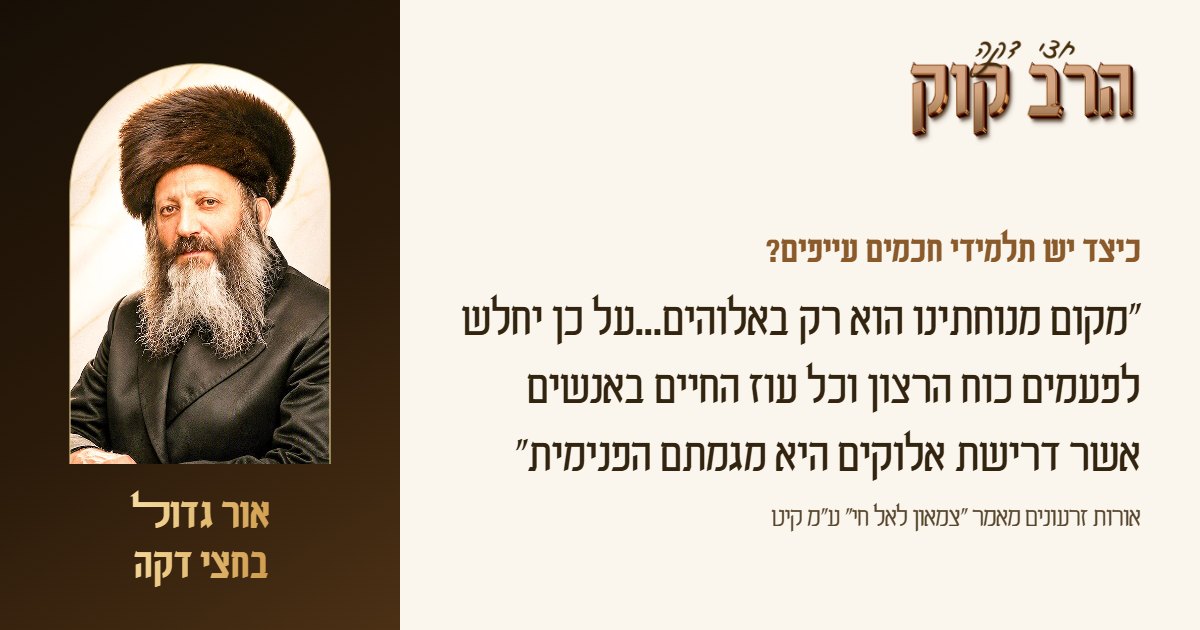 חצי דקה
הרב קוק
כיצד יש תלמידי חכמים עייפים?
"מקום מנוחתינו הוא רק באלוהים...על כן יחלש
לפעמים כוח הרצון וכל עוז החיים באנשים
אשר דרישת אלוקים היא מגמתם הפנימית"
אורות זרעונים מאמר "צמאון לאל חי" ע"מ קיט
אור גדול
בחצי דקה